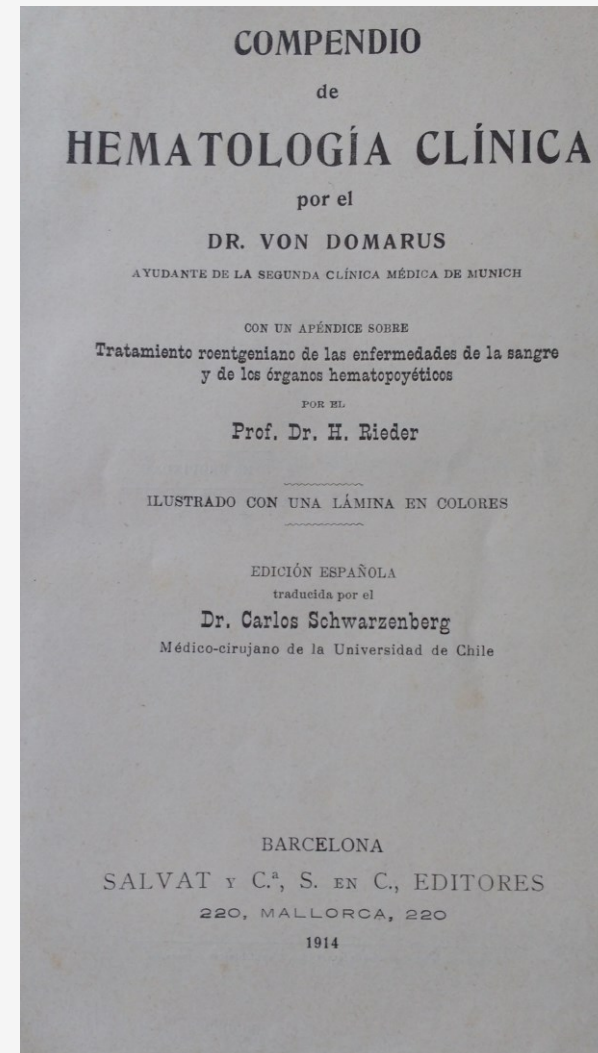 COMPENDIO
de
HEMATOLOGÍA CLÍNICA
por el
DR. VON DOMARUS
AYUDANTE DE LA SEGUNDA CLÍNICA MÉDICA DE MUNICH
CON UN APÉNDICE SOBRE
Tratamiento roentgeniano de las enfermedades de la sangre
y de los órganos hematopoyéticos
POR EL
Prof. Dr. H. Rieder
ILUSTRADO CON UNA LÁMINA EN COLORES
EDICIÓN ESPAÑOLA
traducida por el
Dr. Carlos Schwarzenberg
Médico-cirujano de la Universidad de Chile
BARCELONA
SALVAT Y C.ª, S. EN C., EDITORES
220, MALLORCA, 220
1914